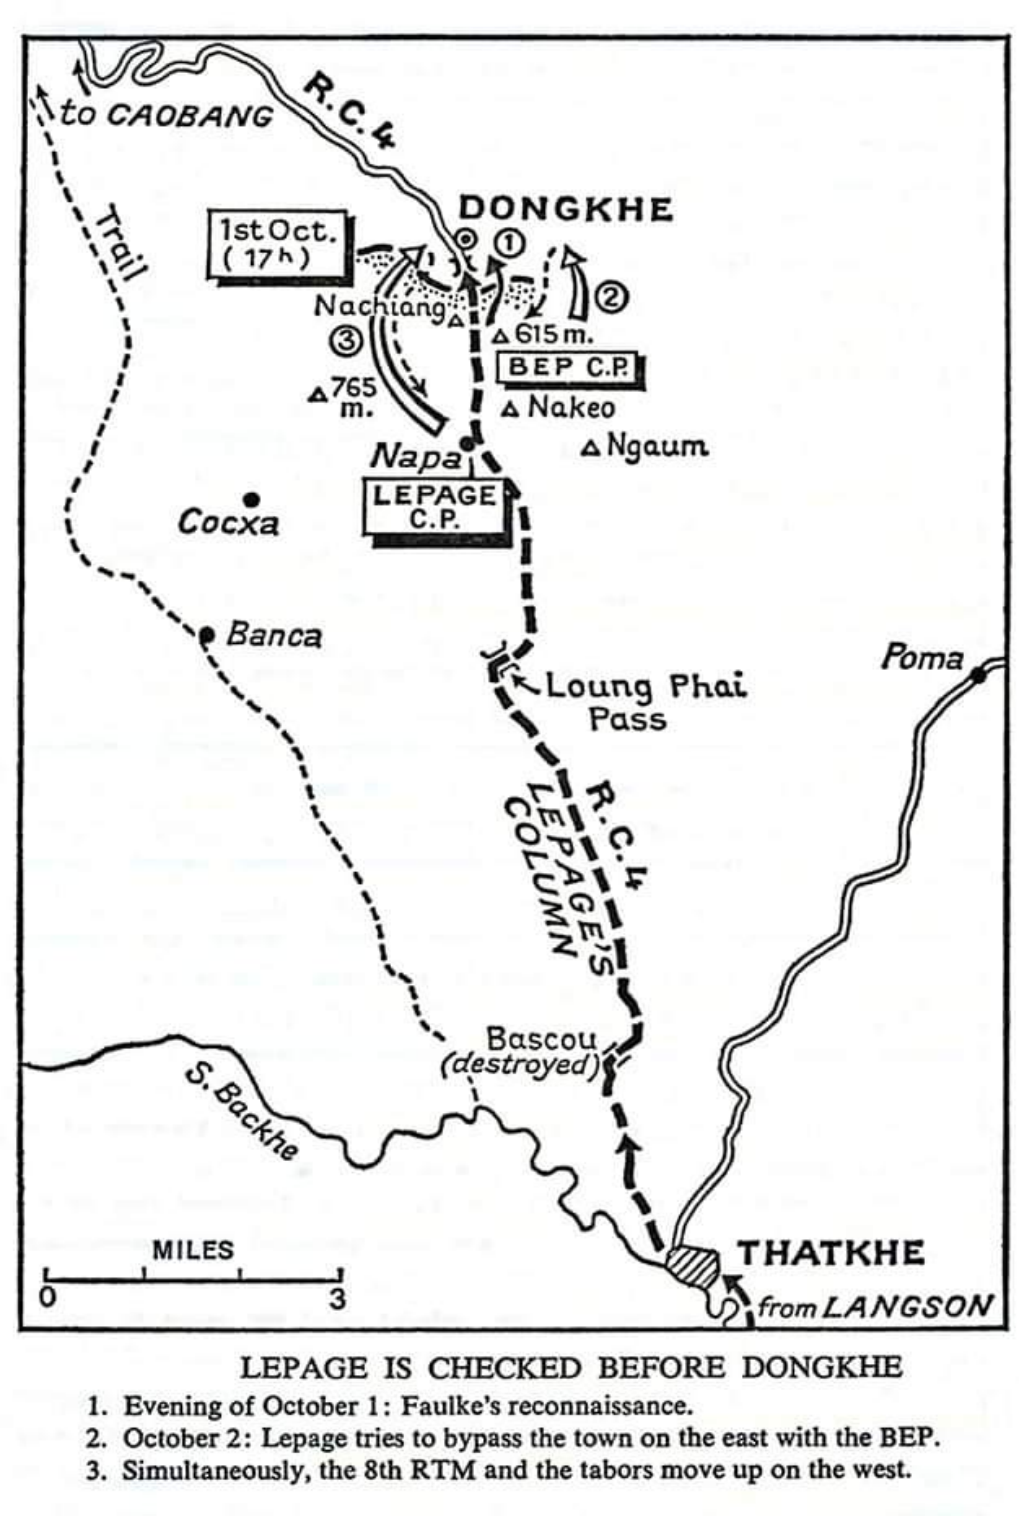 to CAOBANG
R.C.4
DONGKHE
1st Oct.
(17h)
1
Trail
Nachiang
2
3
615 m.
BEP C.P.
765
m.
Nakeo
Ngaum
Napa
LEPAGE
C.P.
Cocxa
Banca
Poma
Loung Phai
Pass
R.C.4
LEPAGE'S
COLUMN
Bascou
(destroyed)
S. Backhe
MILES
0 3
THATKHE
from LANGSON
LEPAGE IS CHECKED BEFORE DONGKHE
1. Evening of October 1: Faulke's reconnaissance.
2. October 2: Lepage tries to bypass the town on the east with the BEP.
3. Simultaneously, the 8th RTM and the tabors move up on the west.